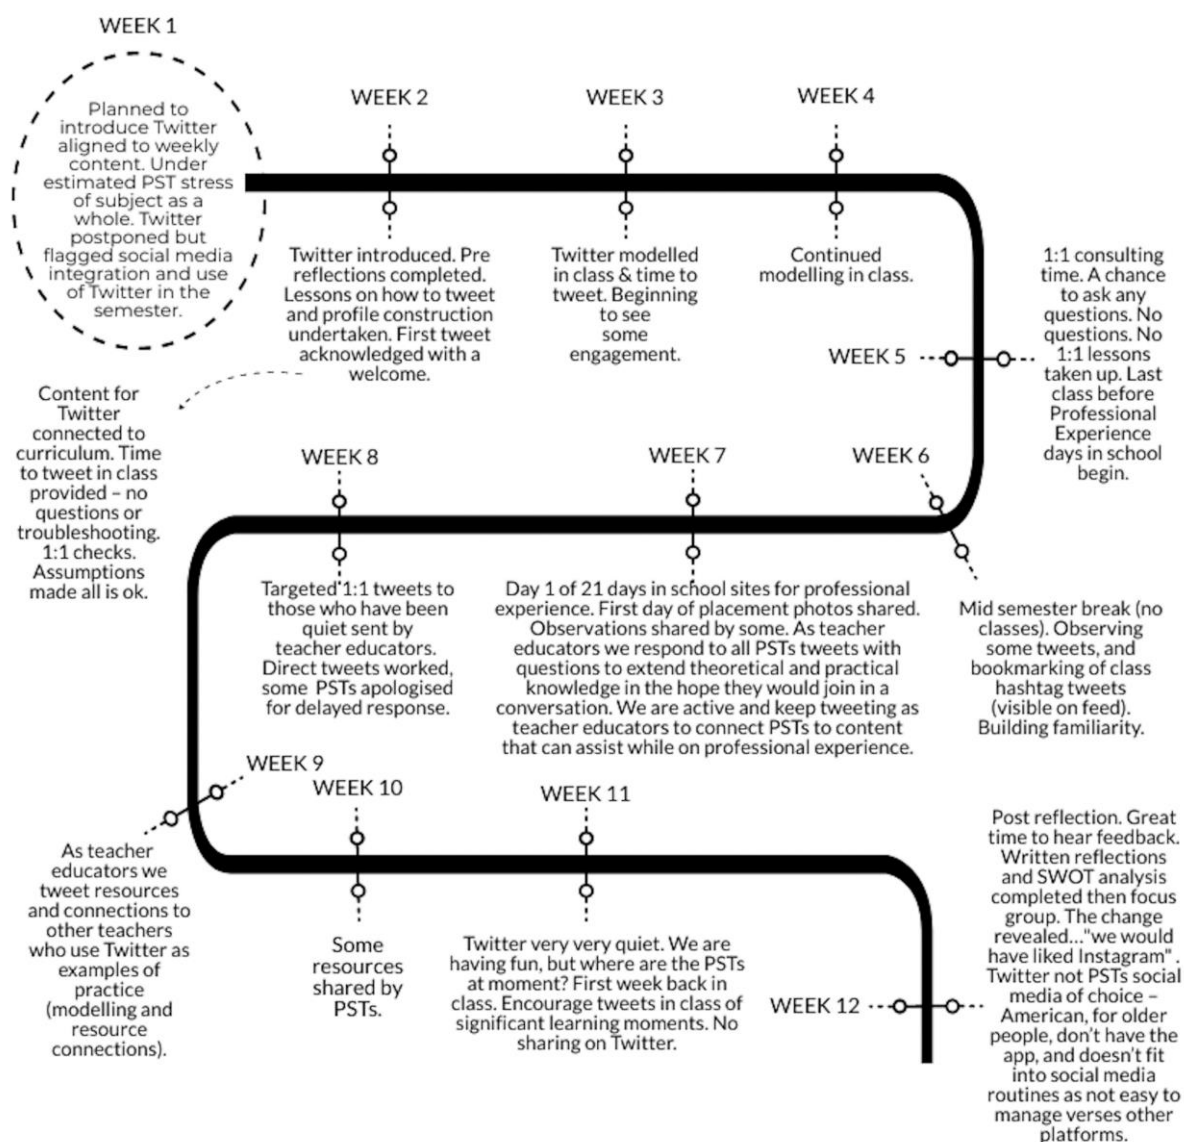 WEEK 1
Planned to
introduce Twitter
aligned to weekly
content. Under
estimated PST stress
of subject as a
whole. Twitter
postponed but
flagged social media
integration and use
of Twitter in the
semester.
WEEK 2
Twitter introduced. Pre
reflections completed.
Lessons on how to tweet
and profile construction
undertaken. First tweet
acknowledged with a
welcome.
Content for
Twitter
connected to
curriculum. Time
to tweet in class
provided – no
questions or
troubleshooting.
1:1 checks.
Assumptions
made all is ok.
WEEK 3
Twitter modelled
in class & time to
tweet. Beginning
to see
some
engagement.
WEEK 4
Continued
modelling in class.
WEEK 5
1:1 consulting
time. A chance
to ask any
questions. No
questions. No
1:1 lessons
taken up. Last
class before
Professional
Experience
days in school
begin.
WEEK 6
Mid semester break (no
classes). Observing
some tweets, and
bookmarking of class
hashtag tweets
(visible on feed).
Building familiarity.
WEEK 7
Day 1 of 21 days in school sites for professional
experience. First day of placement photos shared.
Observations shared by some. As teacher
educators we respond to all PSTs tweets with
questions to extend theoretical and practical
knowledge in the hope they would join in a
conversation. We are active and keep tweeting as
teacher educators to connect PSTs to content
that can assist while on professional experience.
WEEK 8
Targeted 1:1 tweets to
those who have been
quiet sent by
teacher educators.
Direct tweets worked,
some PSTs apologised
for delayed response.
WEEK 9
As teacher
educators we
tweet resources
and connections to
other teachers
who use Twitter as
examples of
practice
(modelling and
resource
connections).
WEEK 10
Some
resources
shared by
PSTs.
WEEK 11
Twitter very very quiet. We are
having fun, but where are the PSTs
at moment? First week back in
class. Encourage tweets in class of
significant learning moments. No
sharing on Twitter.
WEEK 12
Post reflection. Great
time to hear feedback.
Written reflections
and SWOT analysis
completed then focus
group. The change
revealed..."we would
have liked Instagram" .
Twitter not PSTs social
media of choice –
American, for older
people, don't have the
app, and doesn't fit
into social media
routines as not easy to
manage verses other
platforms.